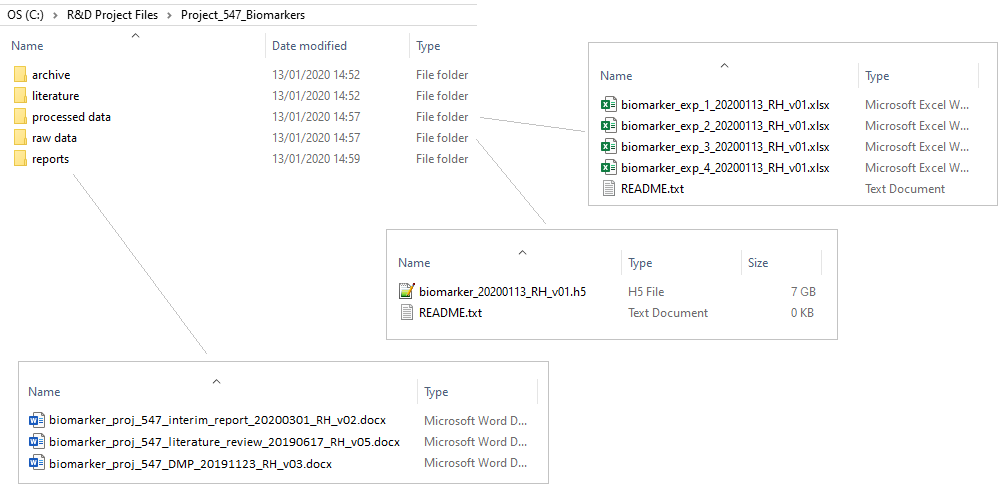 OS (C:) > R&D Project Files > Project_547_Biomarkers
Name Date modified Type
archive 13/01/2020 14:52 File folder
literature 13/01/2020 14:52 File folder
processed data 13/01/2020 14:57 File folder
raw data 13/01/2020 14:57 File folder
reports 13/01/2020 14:59 File folder
Name Type
biomarker_exp_1_20200113_RH_v01.xlsx Microsoft Excel W...
biomarker_exp_2_20200113_RH_v01.xlsx Microsoft Excel W...
biomarker_exp_3_20200113_RH_v01.xlsx Microsoft Excel W...
biomarker_exp_4_20200113_RH_v01.xlsx Microsoft Excel W...
README.txt Text Document
Name Type Size
biomarker_20200113_RH_v01.h5 H5 File 7 GB
README.txt Text Document 0 KB
Name Type
biomarker_proj_547_interim_report_20200301_RH_v02.docx Microsoft Word D...
biomarker_proj_547_literature_review_20190617_RH_v05.docx Microsoft Word D...
biomarker_proj_547_DMP_20191123_RH_v03.docx Microsoft Word D...